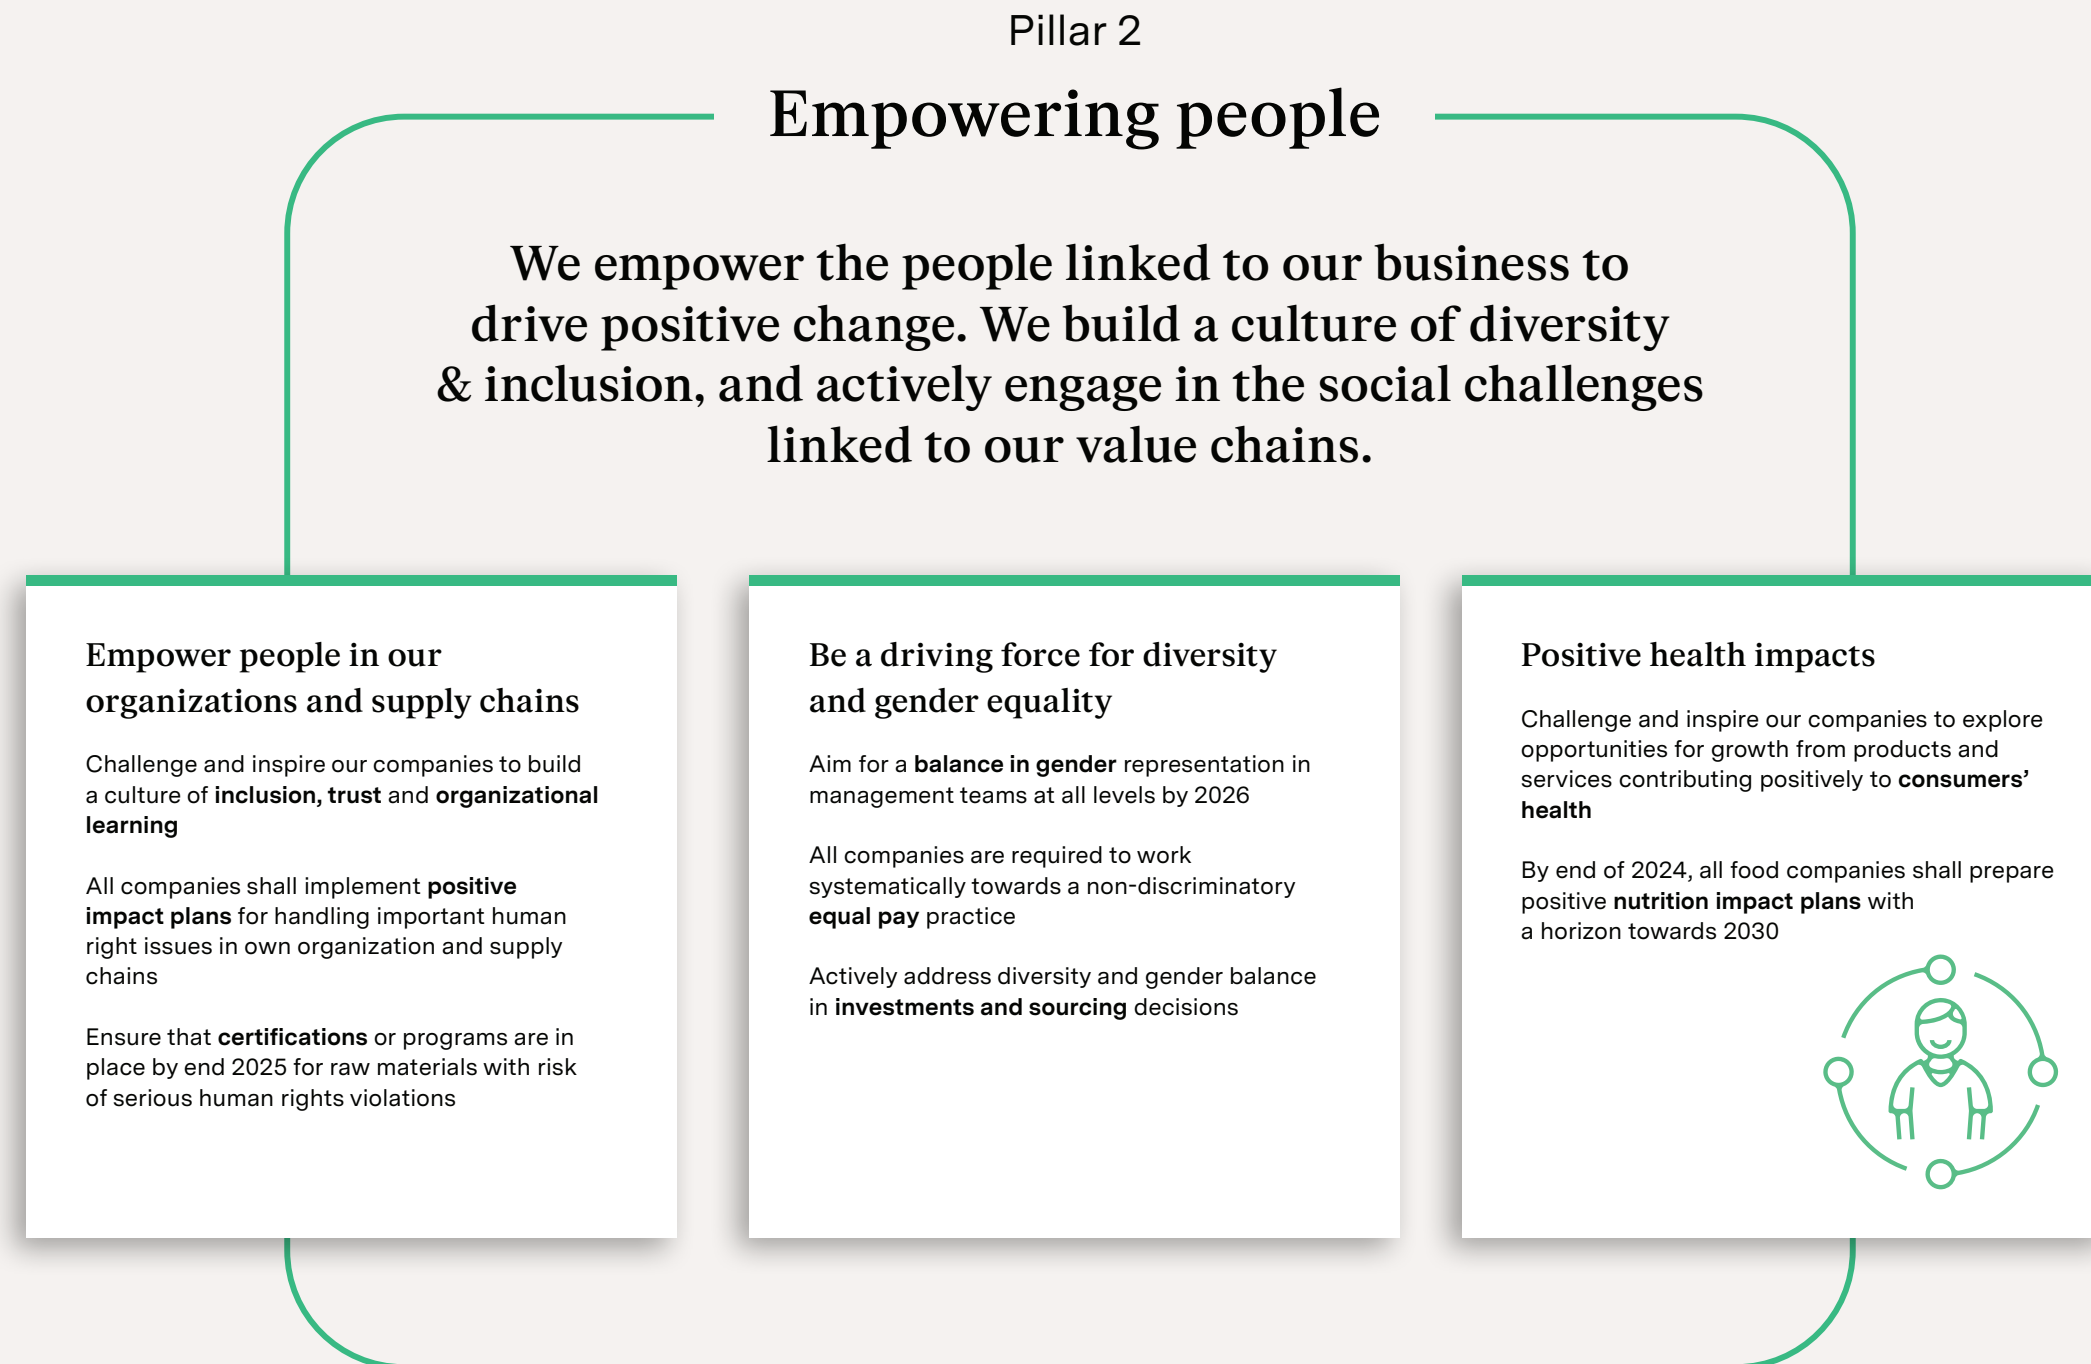 Pillar 2
Empowering people
We empower the people linked to our business to
drive positive change. We build a culture of diversity
& inclusion, and actively engage in the social challenges
linked to our value chains.
Empower people in our
organizations and supply chains
Challenge and inspire our companies to build
a culture of inclusion, trust and organizational
learning
All companies shall implement positive
impact plans for handling important human
right issues in own organization and supply
chains
Ensure that certifications or programs are in
place by end 2025 for raw materials with risk
of serious human rights violations
Be a driving force for diversity
and gender equality
Aim for a balance in gender representation in
management teams at all levels by 2026
All companies are required to work
systematically towards a non-discriminatory
equal pay practice
Actively address diversity and gender balance
in investments and sourcing decisions
Positive health impacts
Challenge and inspire our companies to explore
opportunities for growth from products and
services contributing positively to consumers’
health
By end of 2024, all food companies shall prepare
positive nutrition impact plans with
a horizon towards 2030